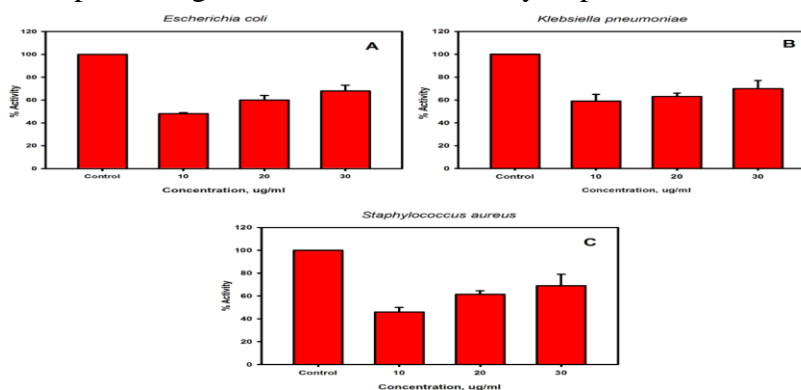 Escherichia coli
A
% Activity
120
100
80
60
40
20
0
Control 10 20 30
Concentration, ug/ml
Klebsiella pneumoniae
B
% Activity
120
100
80
60
40
20
0
Control 10 20 30
Concentration, ug/ml
Staphylococcus aureus
C
% Activity
120
100
80
60
40
20
0
Control 10 20 30
Concentration, ug/ml